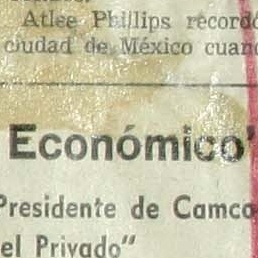 Atlee Phillips recordó
ciudad de México cuan
Económico"
Presidente de Camco
el Privado"